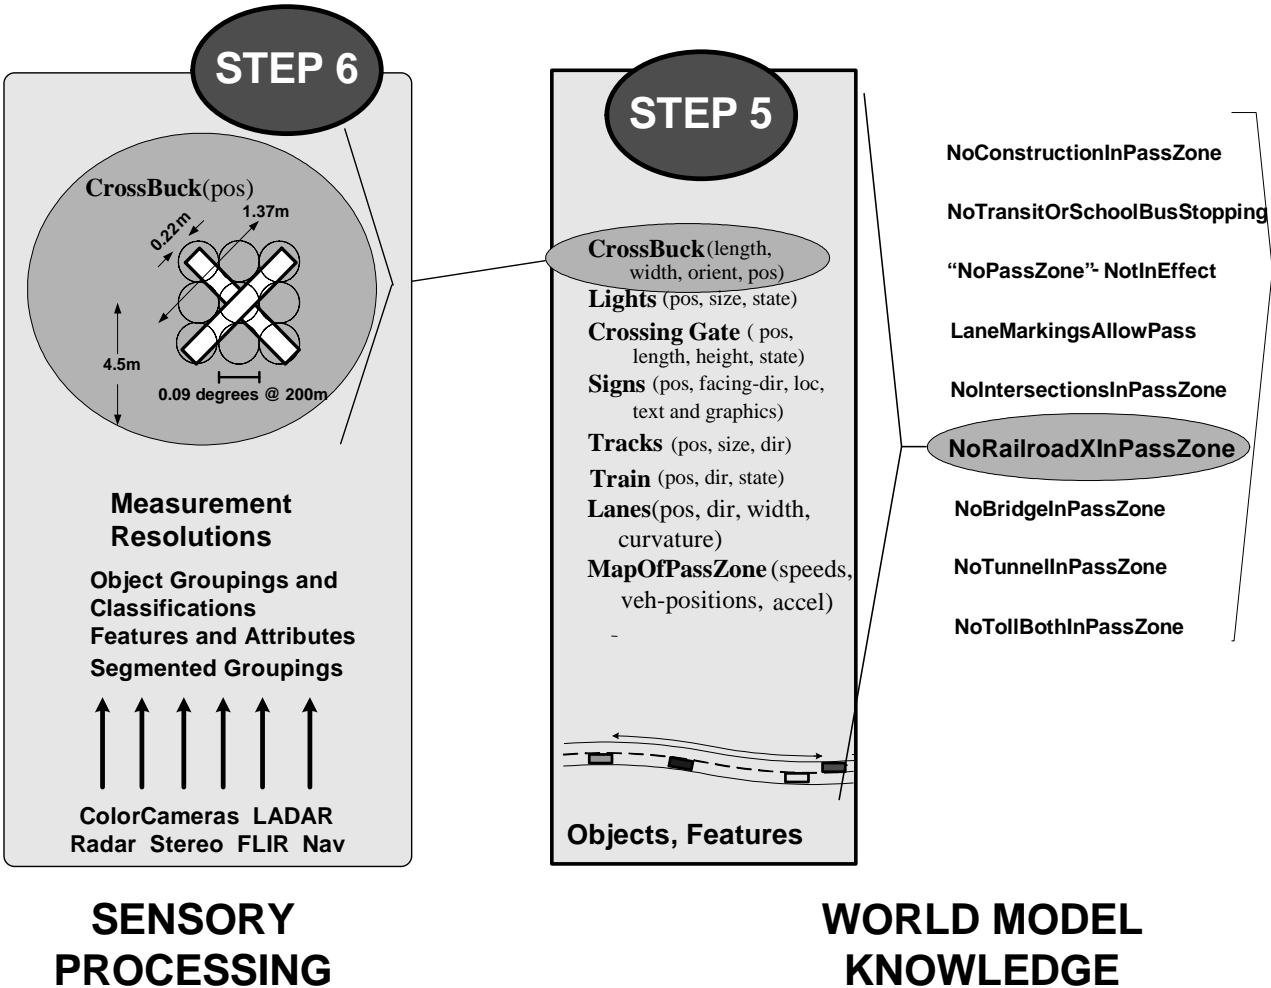 STEP 6
CrossBuck(pos)
0.22m
1.37m
4.5m
0.09 degrees @ 200m
Measurement
Resolutions
Object Groupings and
Classifications
Features and Attributes
Segmented Groupings
ColorCameras LADAR
Radar Stereo FLIR Nav
SENSORY
PROCESSING
STEP 5
CrossBuck(length,
width, orient, pos)
Lights (pos, size, state)
Crossing Gate ( pos,
length, height, state)
Signs (pos, facing-dir, loc,
text and graphics)
Tracks (pos, size, dir)
Train (pos, dir, state)
Lanes(pos, dir, width,
curvature)
MapOfPassZone (speeds,
veh-positions, accel)
Objects, Features
NoConstructionInPassZone
NoTransitOrSchoolBusStopping
“NoPassZone”- NotInEffect
LaneMarkingsAllowPass
NoIntersectionsInPassZone
NoRailroadXInPassZone
NoBridgeInPassZone
NoTunnelInPassZone
NoTollBothInPassZone
WORLD MODEL
KNOWLEDGE